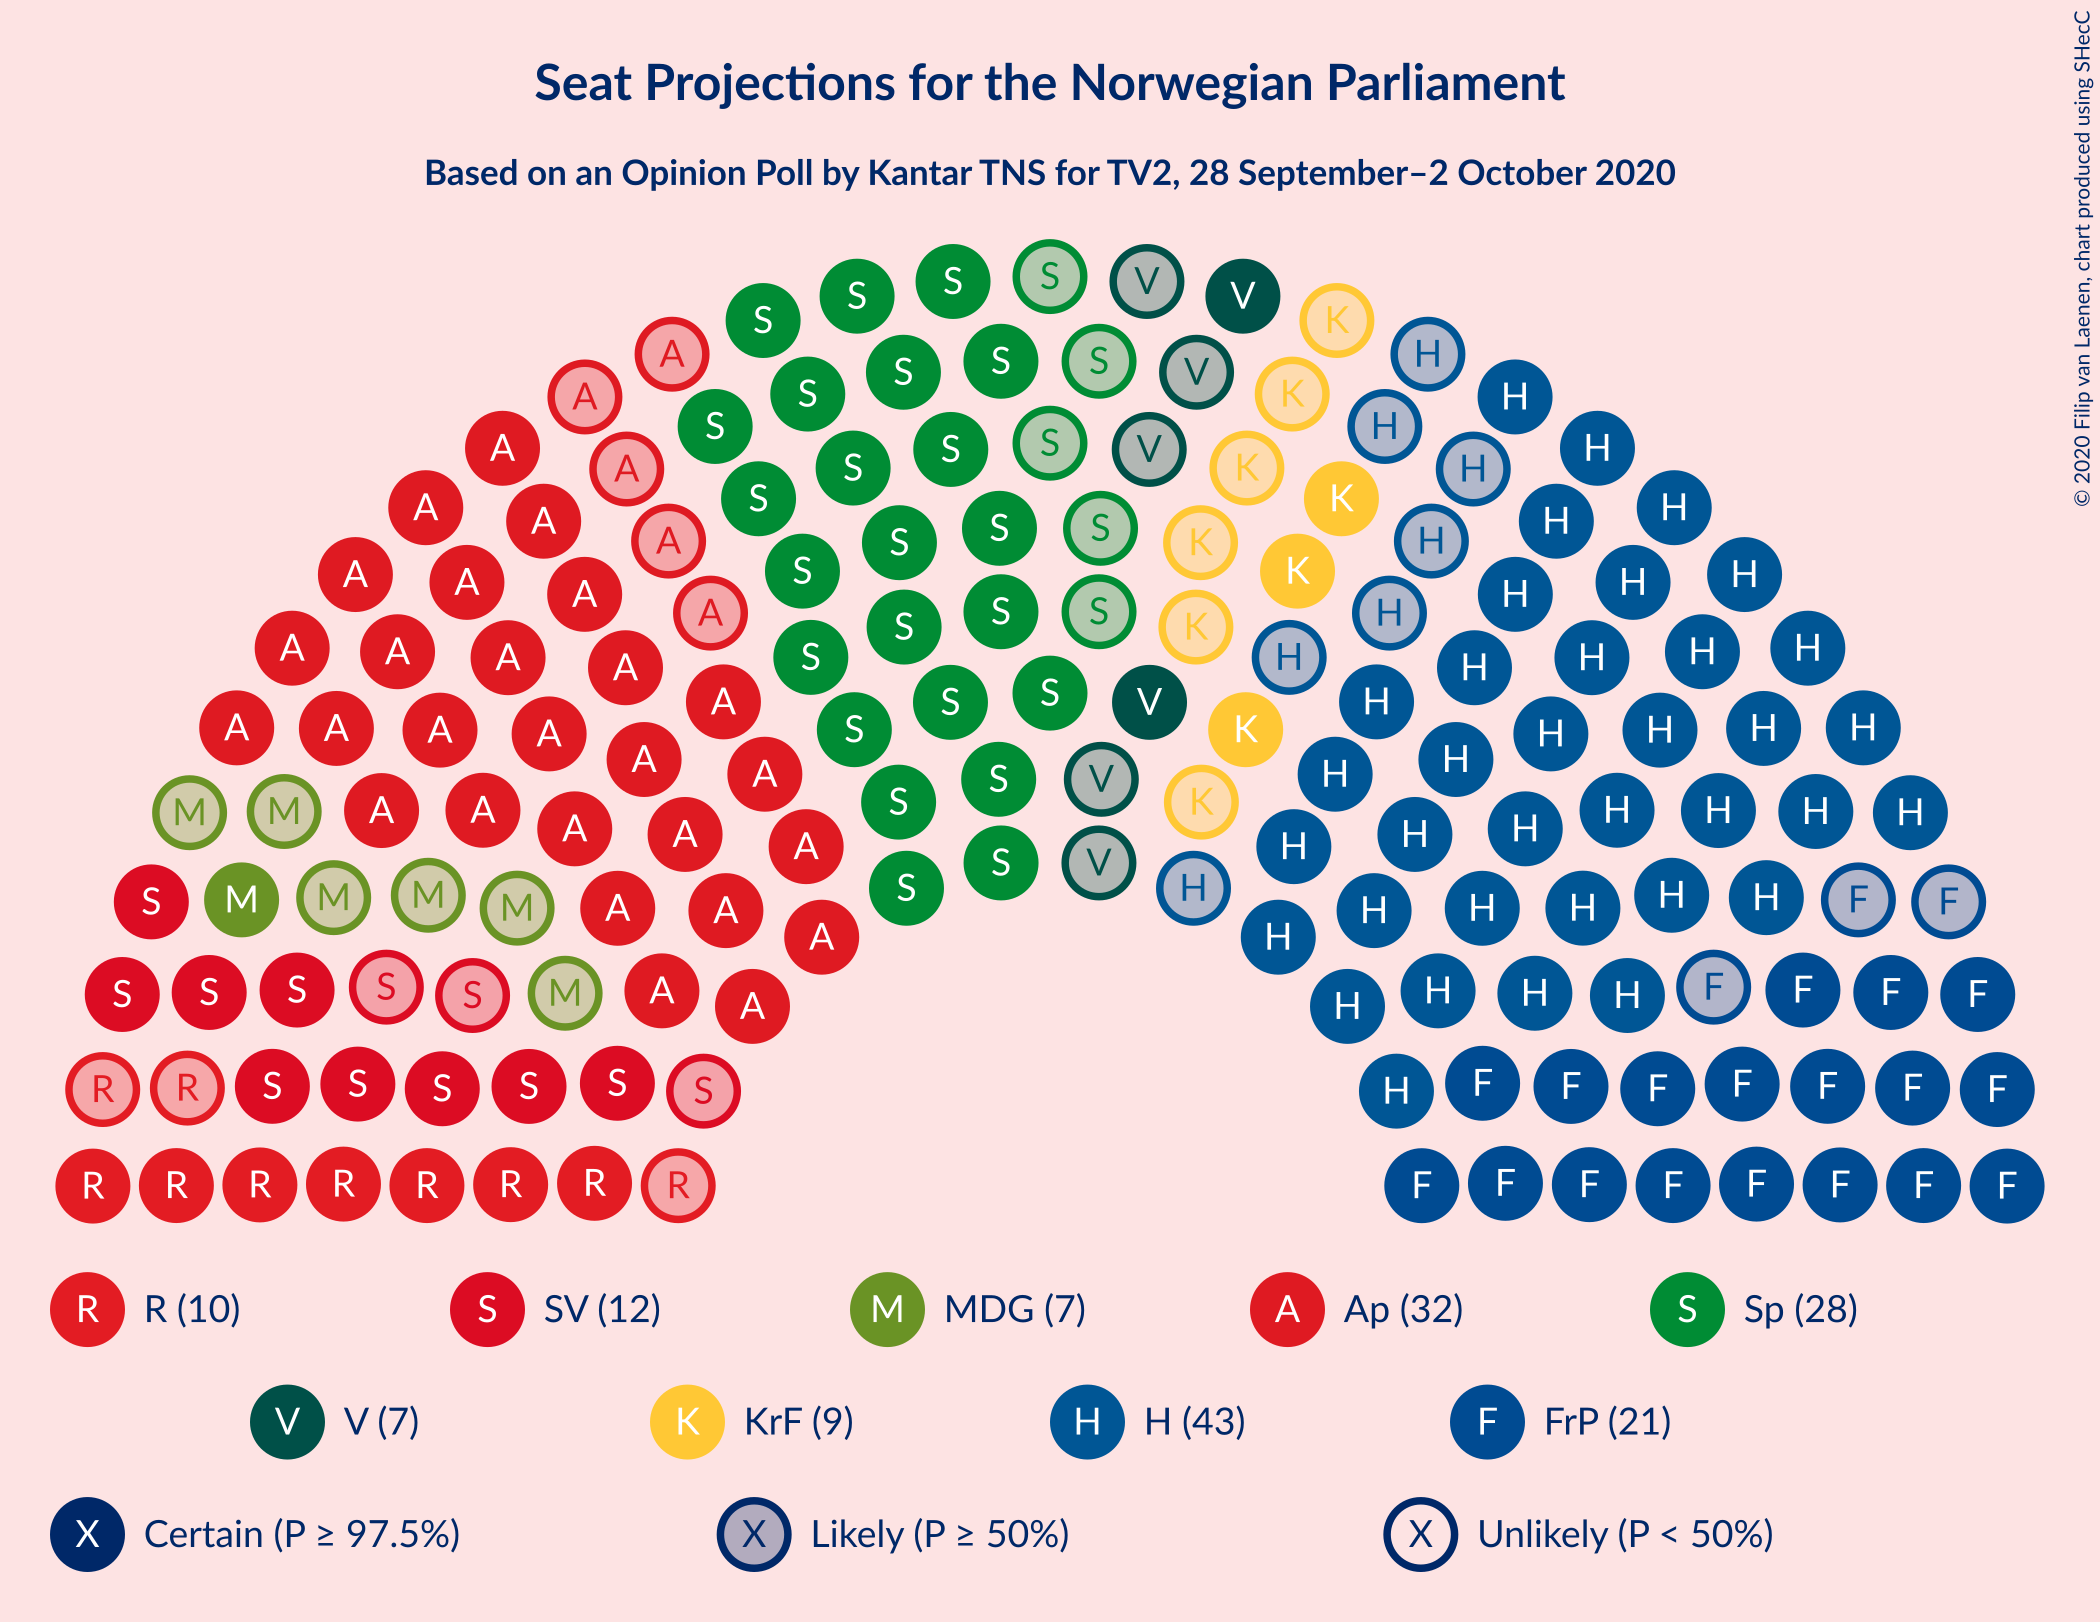 Seat Projections for the Norwegian Parliament
Based on an Opinion Poll by Kantar TNS for TV2, 28 September–2 October 2020
© 2020 Filip van Laenen, chart produced using SHecC
S S S S V V K
A H
A S S S S V K H
A S S S S V K H H
A A S S S S K K H H
A A S S S S K K H H
A A A A S S S V K H H H H H
A A A A A A S S V K H H H H H H
M M A A A A A S S V H H H H H H H H
S M M M M A A A H H H H H H F F
S S S S S M A A H H H H F F F F
R R S S S S S S H F F F F F F F
R R R R R R R R F F F F F F F F
R R (10) S SV (12) M MDG (7) A Ap (32) S Sp (28)
V V (7) K KrF (9) H H (43) F FrP (21)
X Certain (P ≥ 97.5%) X Likely (P ≥ 50%) X Unlikely (P < 50%)